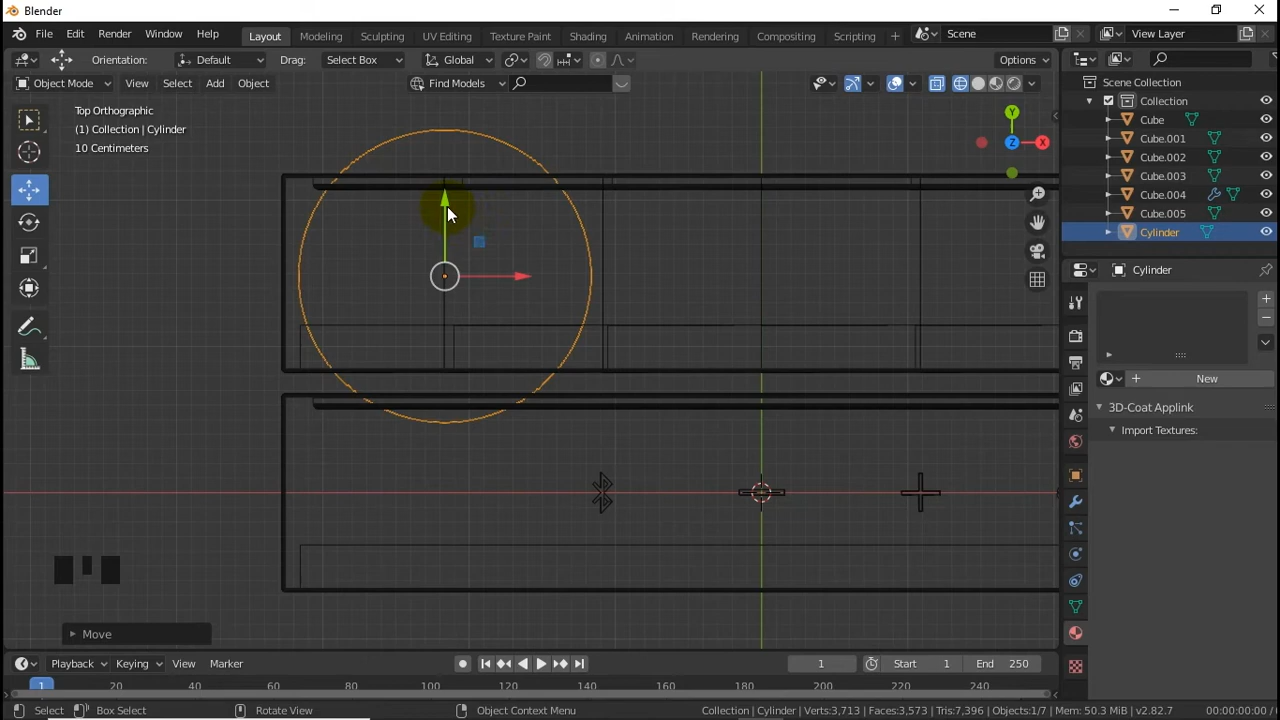 Blender
File Edit Render Window Help Layout Modeling Sculpting UV Editing Texture Paint Shading Animation Rendering Compositing Scripting + Scene View Layer
Orientation: Default Drag: Select Box Global Options
Object Mode View Select Add Object Find Models
Top Orthographic
(1) Collection | Cylinder
10 Centimeters
Y
Z X
Scene Collection
Collection
Cube
Cube.001
Cube.002
Cube.003
Cube.004
Cube.005
Cylinder
Cylinder
New
3D-Coat Applink
Import Textures:
Move
Playback Keying View Marker 1 Start 1 End 250
1 20 40 60 80 100 120 140 160 180 200 220 240
Select Box Select Rotate View Object Context Menu Collection | Cylinder | Verts:3,713 | Faces:3,573 | Tris:7,396 | Objects:1/7 | Mem: 50.3 MiB | v2.82.7 00:00:00:00 /